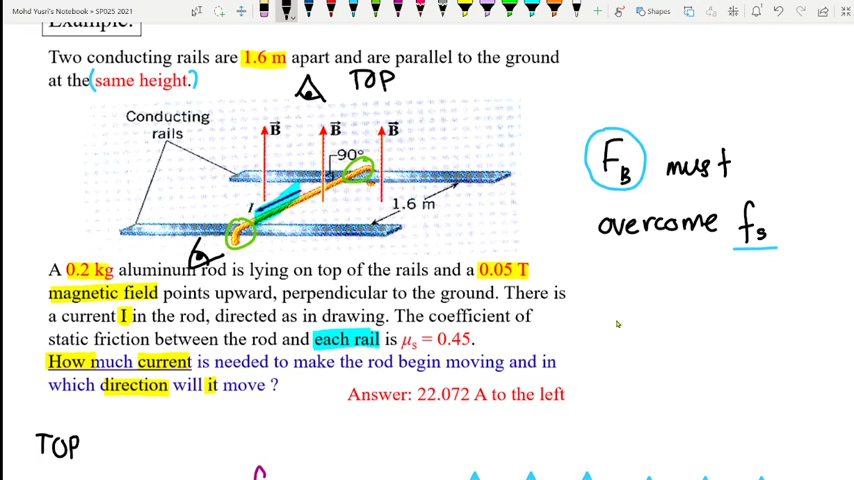 Mohd Yusri's Notebook » SP025 2021
Shapes
Example:
Two conducting rails are 1.6 m apart and are parallel to the ground
at the (same height.)
TOP
Conducting
rails
B B B
90°
I
1.6 m
F_B must
overcome f_s
A 0.2 kg aluminum rod is lying on top of the rails and a 0.05 T
magnetic field points upward, perpendicular to the ground. There is
a current I in the rod, directed as in drawing. The coefficient of
static friction between the rod and each rail is μs = 0.45.
How much current is needed to make the rod begin moving and in
which direction will it move ?
Answer: 22.072 A to the left
TOP